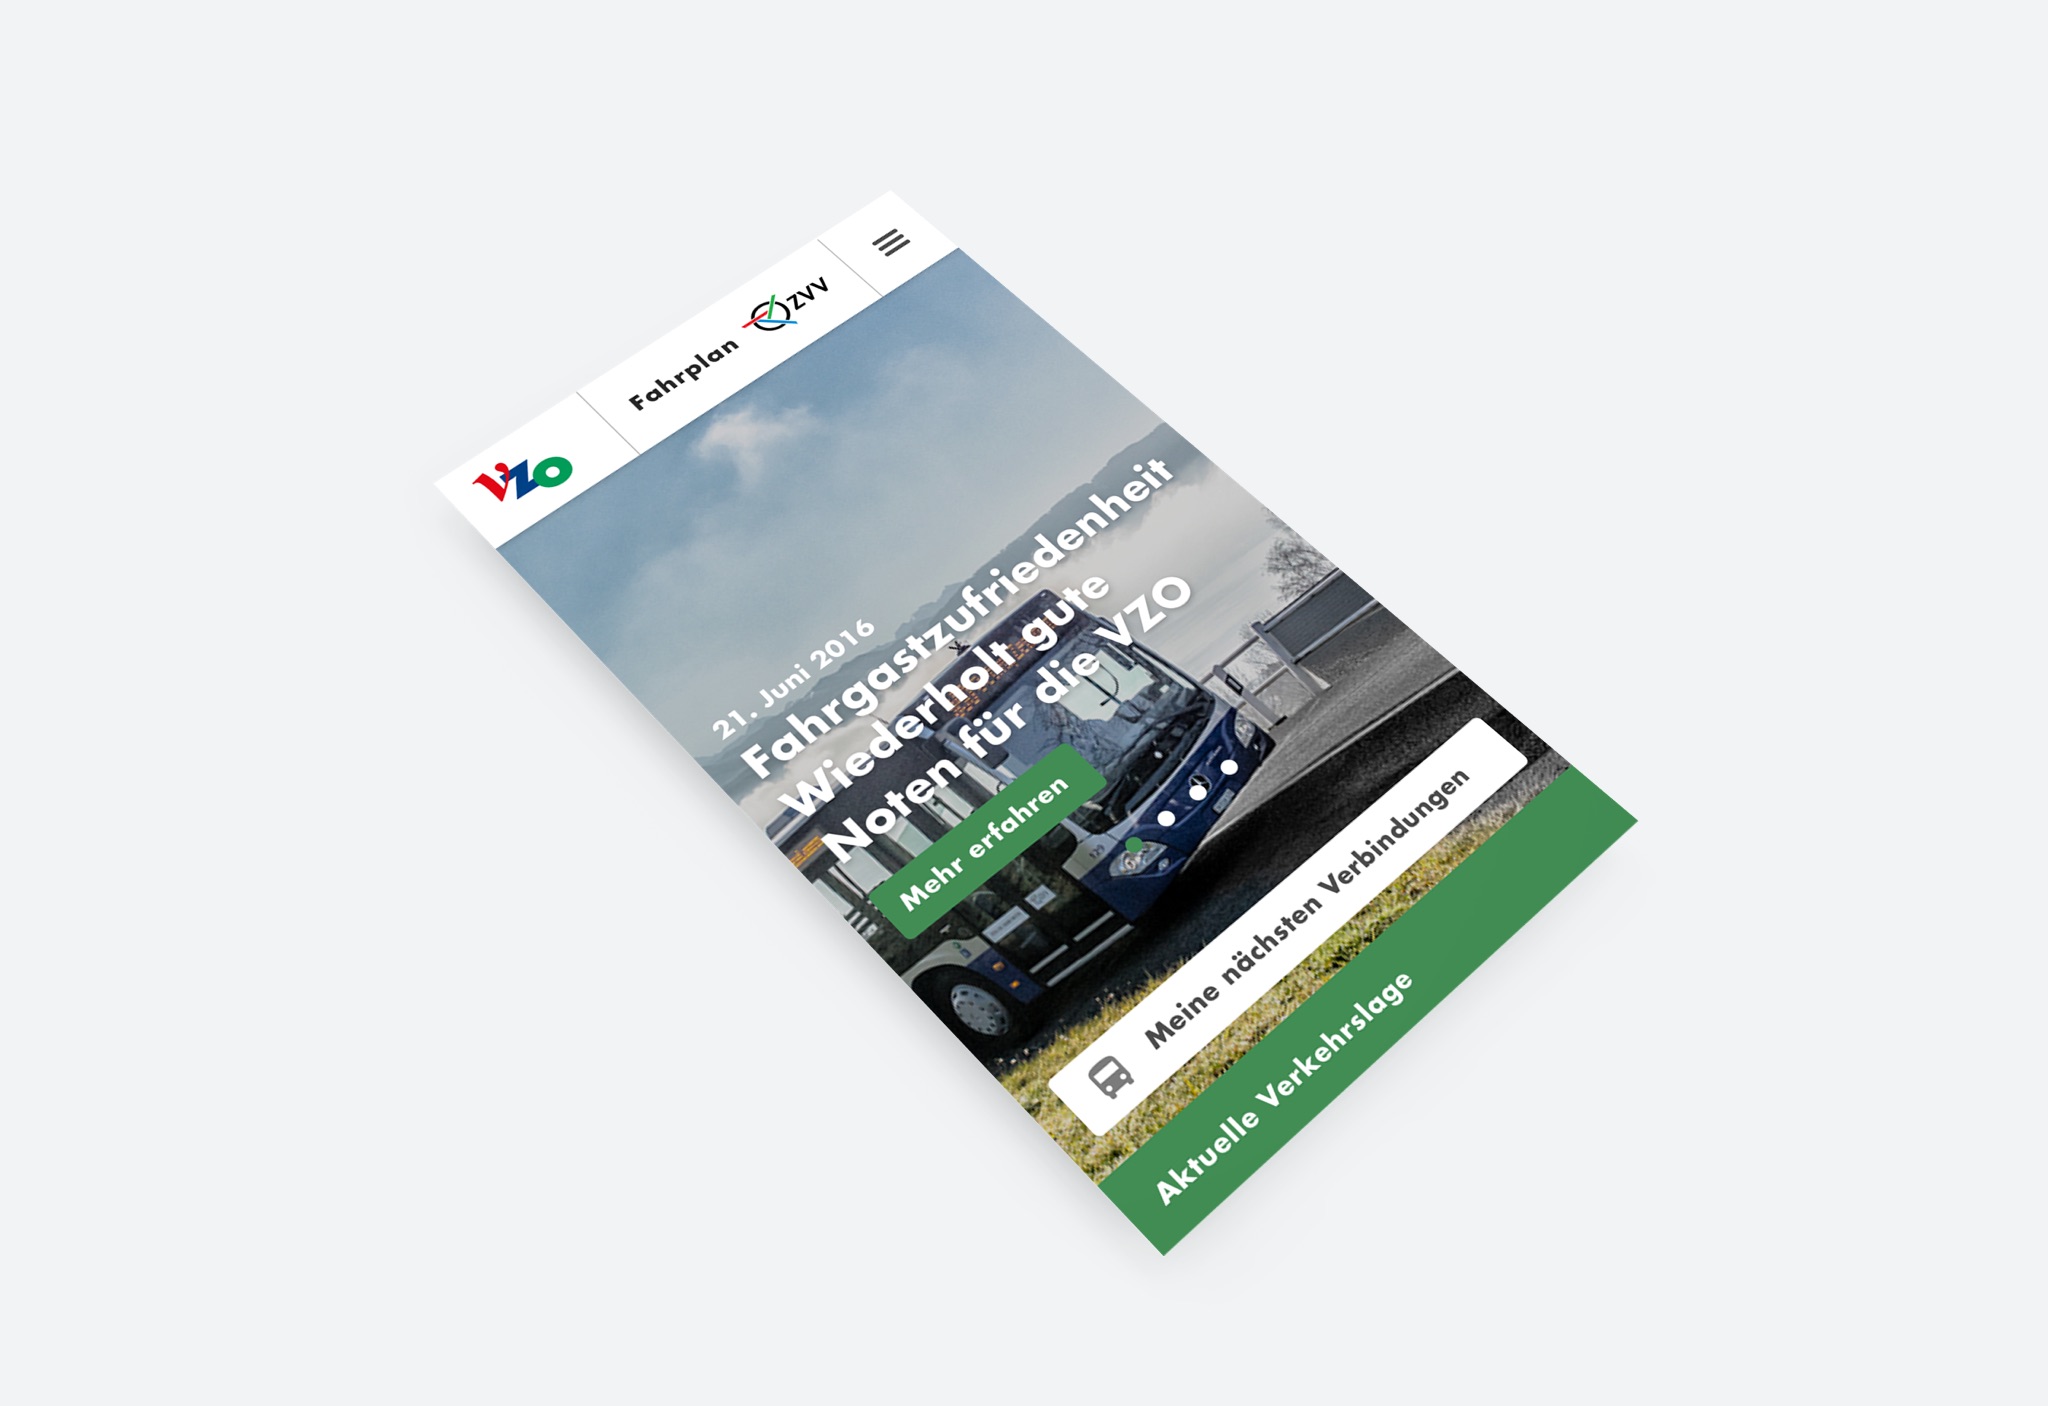 VZO
Fahrplan ZVV
21. Juni 2016
Fahrgastzufriedenheit
Wiederholt gute
Noten für die VZO
Mehr erfahren
129
Meine nächsten Verbindungen
Aktuelle Verkehrslage